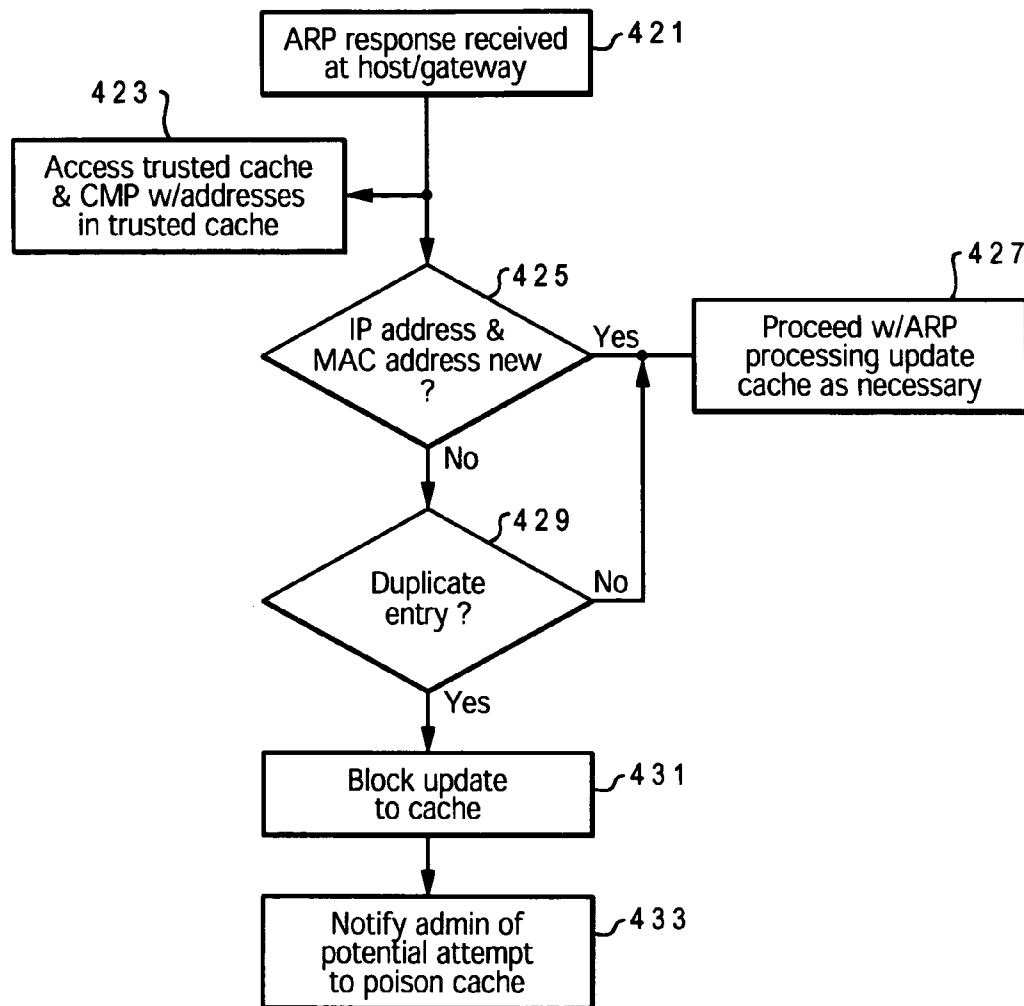 ARP response received
at host/gateway
421
423
Access trusted cache
& CMP w/addresses
in trusted cache
425
IP address &
MAC address new
?
Yes
427
Proceed w/ARP
processing update
cache as necessary
No
429
Duplicate
entry ?
No
Yes
Block update
to cache
431
Notify admin of
potential attempt
to poison cache
433